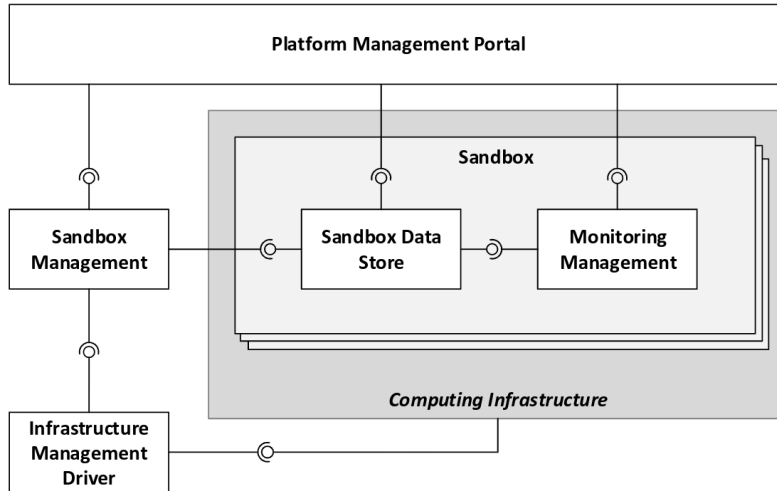 Platform Management Portal
Sandbox
Sandbox
Management
Sandbox Data
Store
Monitoring
Management
Computing Infrastructure
Infrastructure
Management
Driver